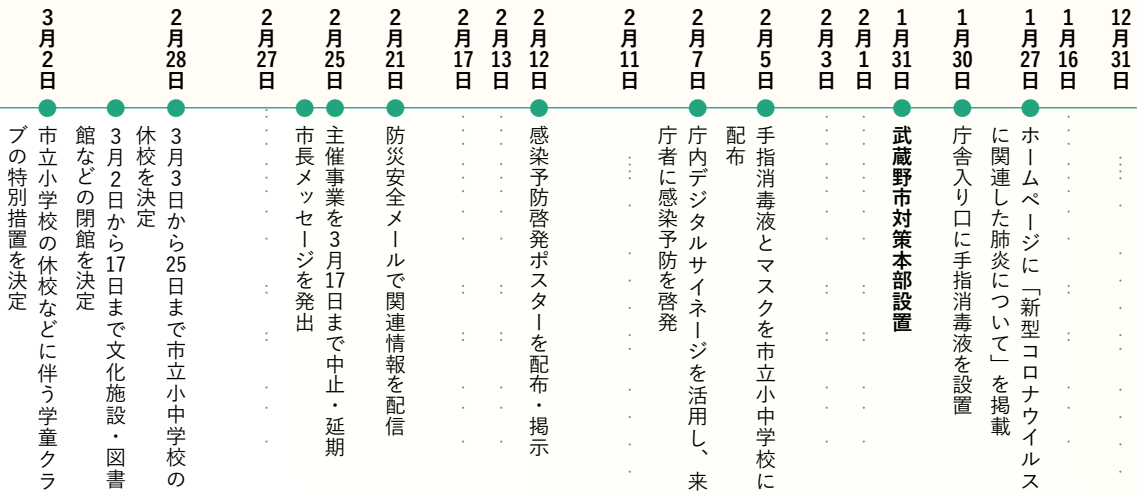 12月31日
1月16日
1月27日
ホームページに「新型コロナウイルス
に関連した肺炎について」を掲載
1月30日
庁舎入り口に手指消毒液を設置
1月31日
武蔵野市対策本部設置
2月1日
2月3日
2月5日
手指消毒液とマスクを市立小中学校に
配布
2月7日
庁内デジタルサイネージを活用し、来
庁者に感染予防を啓発
2月11日
2月12日
感染予防啓発ポスターを配布・掲示
2月13日
2月17日
2月21日
防災安全メールで関連情報を配信
2月25日
主催事業を3月17日まで中止・延期
市長メッセージを発出
2月27日
2月28日
3月3日から25日まで市立小中学校の
休校を決定
3月2日から17日まで文化施設・図書
館などの閉館を決定
3月2日
市立小学校の休校などに伴う学童クラ
ブの特別措置を決定